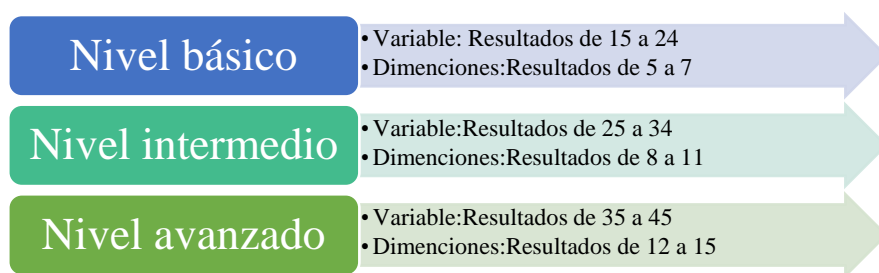 Nivel básico
• Variable: Resultados de 15 a 24
• Dimenciones:Resultados de 5 a 7
Nivel intermedio
• Variable:Resultados de 25 a 34
• Dimenciones:Resultados de 8 a 11
Nivel avanzado
• Variable:Resultados de 35 a 45
• Dimenciones:Resultados de 12 a 15